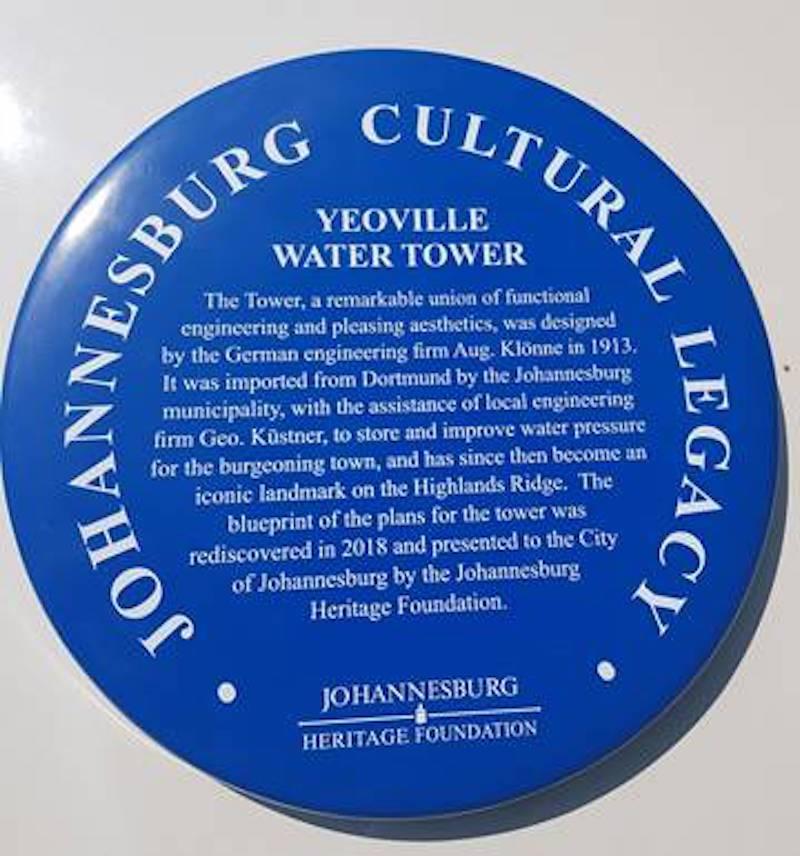 JOHANNESBURG CULTURAL LEGACY
YEOVILLE
WATER TOWER
The Tower, a remarkable union of functional
engineering and pleasing aesthetics, was designed
by the German engineering firm Aug. Klönne in 1913.
It was imported from Dortmund by the Johannesburg
municipality, with the assistance of local engineering
firm Geo. Küstner, to store and improve water pressure
for the burgeoning town, and has since then become an
iconic landmark on the Highlands Ridge. The
blueprint of the plans for the tower was
rediscovered in 2018 and presented to the City
of Johannesburg by the Johannesburg
Heritage Foundation.
JOHANNESBURG
HERITAGE FOUNDATION